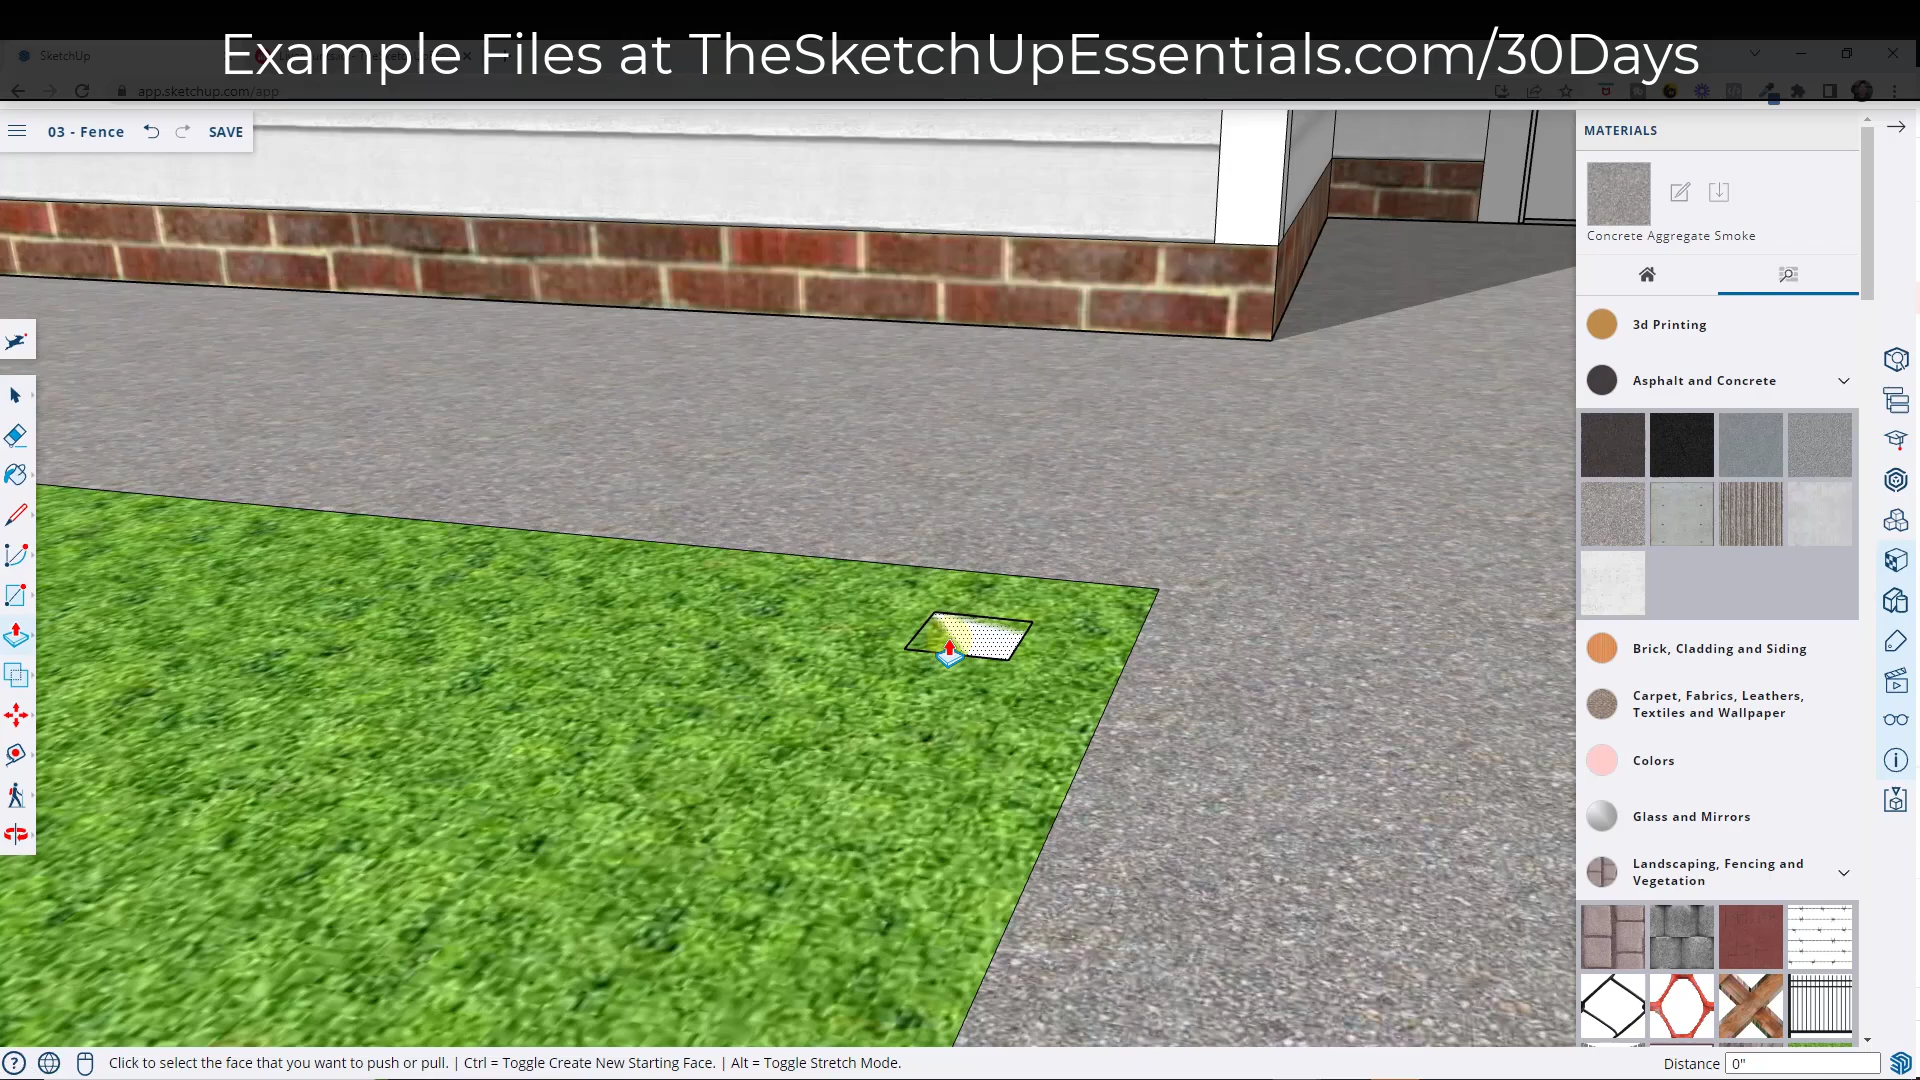 Example Files at TheSketchUpEssentials.com/30Days
SketchUp
app.sketchup.com/app
03 - Fence
SAVE
MATERIALS
Concrete Aggregate Smoke
3d Printing
Asphalt and Concrete
Brick, Cladding and Siding
Carpet, Fabrics, Leathers,
Textiles and Wallpaper
Colors
Glass and Mirrors
Landscaping, Fencing and
Vegetation
Click to select the face that you want to push or pull. | Ctrl = Toggle Create New Starting Face. | Alt = Toggle Stretch Mode.
Distance 0"